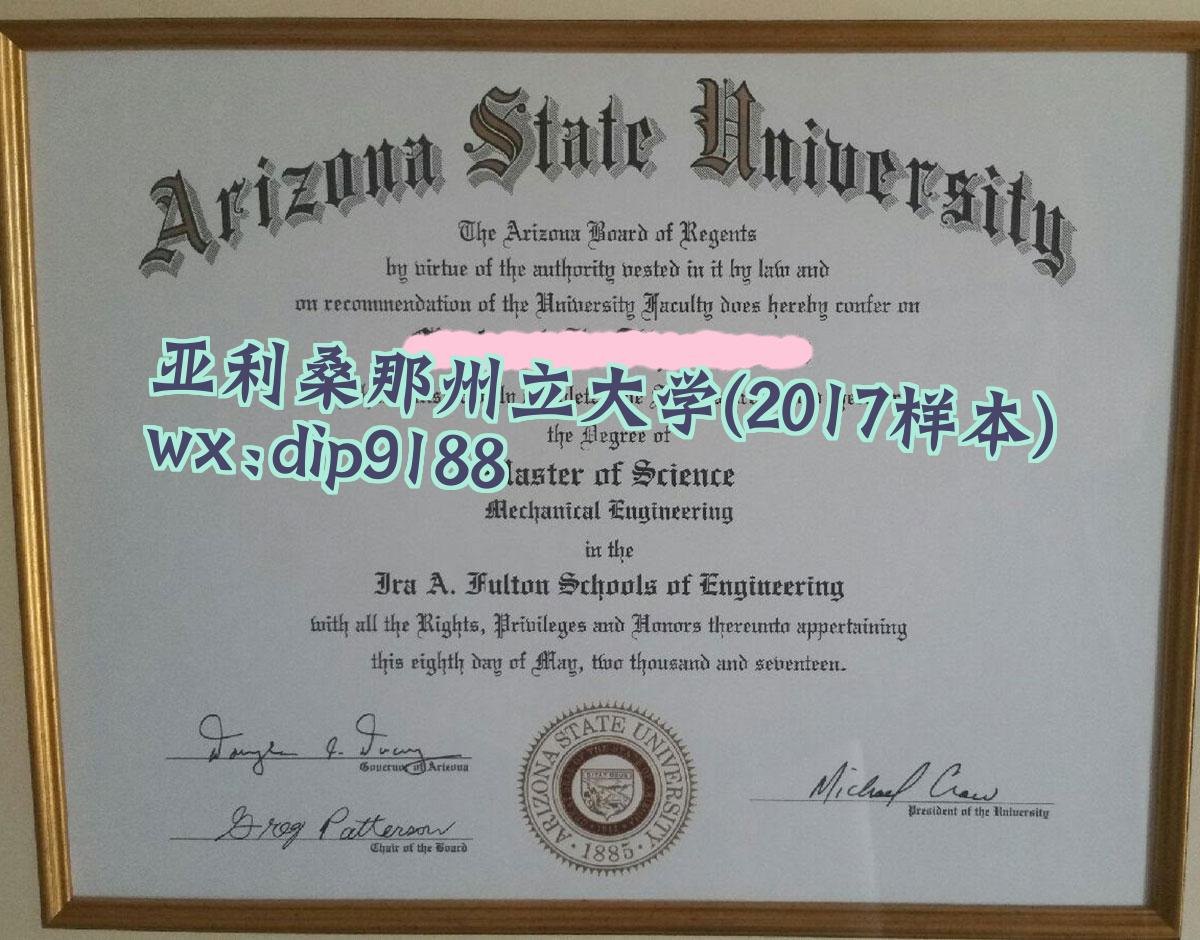 Arizona State University
The Arizona Board of Regents
by virtue of the authority vested in it by law and
on recommendation of the University Faculty does hereby confer on
亚利桑那州立大学(2017样本)
wx:dip9188
the Degree of
Master of Science
Mechanical Engineering
in the
Ira A. Fulton Schools of Engineering
with all the Rights, Privileges and Honors thereunto appertaining
this eighth day of May, two thousand and seventeen.
Governor of Arizona
Greg Patterson
Chair of the Board
ARIZONA STATE UNIVERSITY
DITAT DEUS
1885
Michael Crow
President of the University